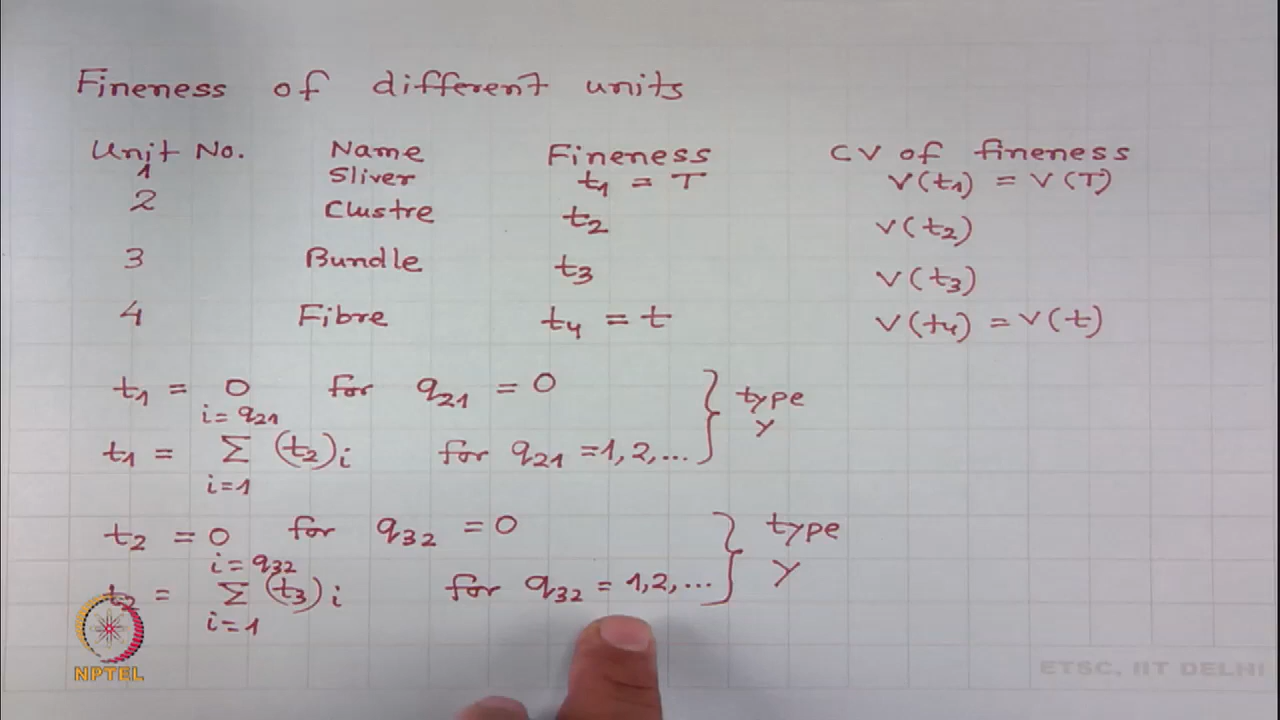 Fineness of different units
Unit No. Name Fineness CV of fineness
1 Sliver t1 = T V(t1) = V(T)
2 Clustre t2 V(t2)
3 Bundle t3 V(t3)
4 Fibre t4 = t V(t4) = V(t)
t1 = 0 for q21 = 0 } type y
i = q21
t1 = Σ (t2)i for q21 = 1, 2, ...
i = 1
t2 = 0 for q32 = 0 } type y
i = q32
t2 = Σ (t3)i for q32 = 1, 2, ...
i = 1
NPTEL
ETSC, IIT DELHI